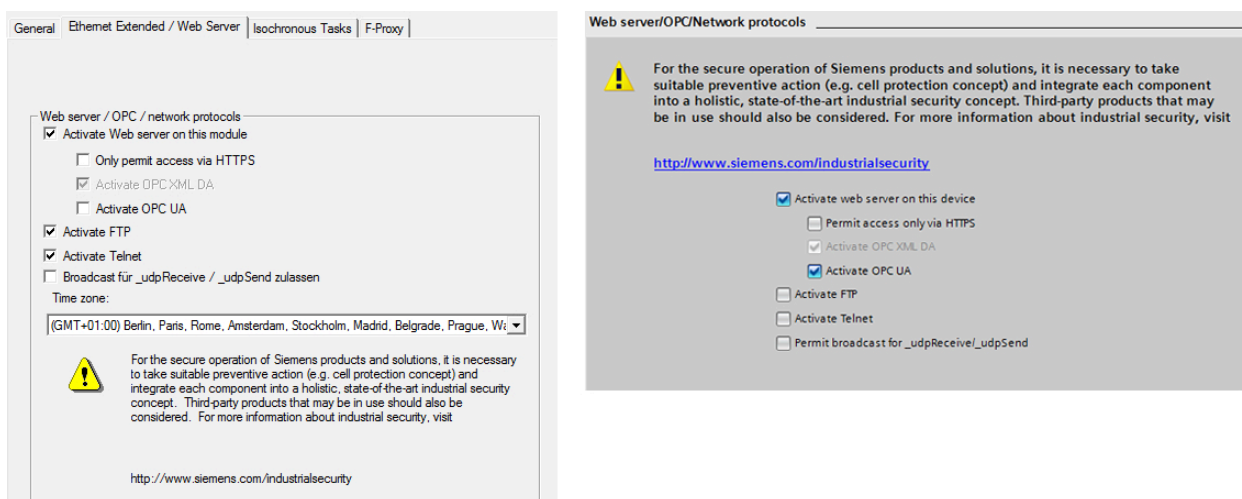 General
Ethernet Extended / Web Server
Isochronous Tasks
F-Proxy
Web server / OPC / network protocols
Activate Web server on this module
Only permit access via HTTPS
Activate OPC XML DA
Activate OPC UA
Activate FTP
Activate Telnet
Broadcast für _udpReceive / _udpSend zulassen
Time zone:
(GMT+01:00) Berlin, Paris, Rome, Amsterdam, Stockholm, Madrid, Belgrade, Prague,
For the secure operation of Siemens products and solutions, it is necessary
to take suitable preventive action (e.g. cell protection concept) and
integrate each component into a holistic, state-of-the-art industrial security
concept. Third-party products that may be in use should also be
considered. For more information about industrial security, visit
http://www.siemens.com/industrialsecurity
Web server/OPC/Network protocols
For the secure operation of Siemens products and solutions, it is necessary to take
suitable preventive action (e.g. cell protection concept) and integrate each component
into a holistic, state-of-the-art industrial security concept. Third-party products that may
be in use should also be considered. For more information about industrial security, visit
http://www.siemens.com/industrialsecurity
Activate web server on this device
Permit access only via HTTPS
Activate OPC XML DA
Activate OPC UA
Activate FTP
Activate Telnet
Permit broadcast for _udpReceive/_udpSend